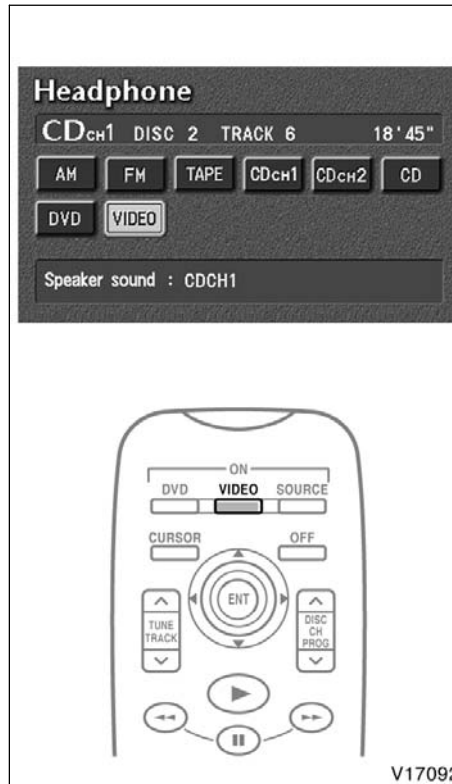 Headphone
CDCH1 DISC 2 TRACK 6 18'45"
AM FM TAPE CDCH1 CDCH2 CD
DVD VIDEO
Speaker sound : CDCH1
ON
DVD VIDEO SOURCE
CURSOR OFF
ENT
TUNE
TRACK
DISC
CH
PROG
V17092